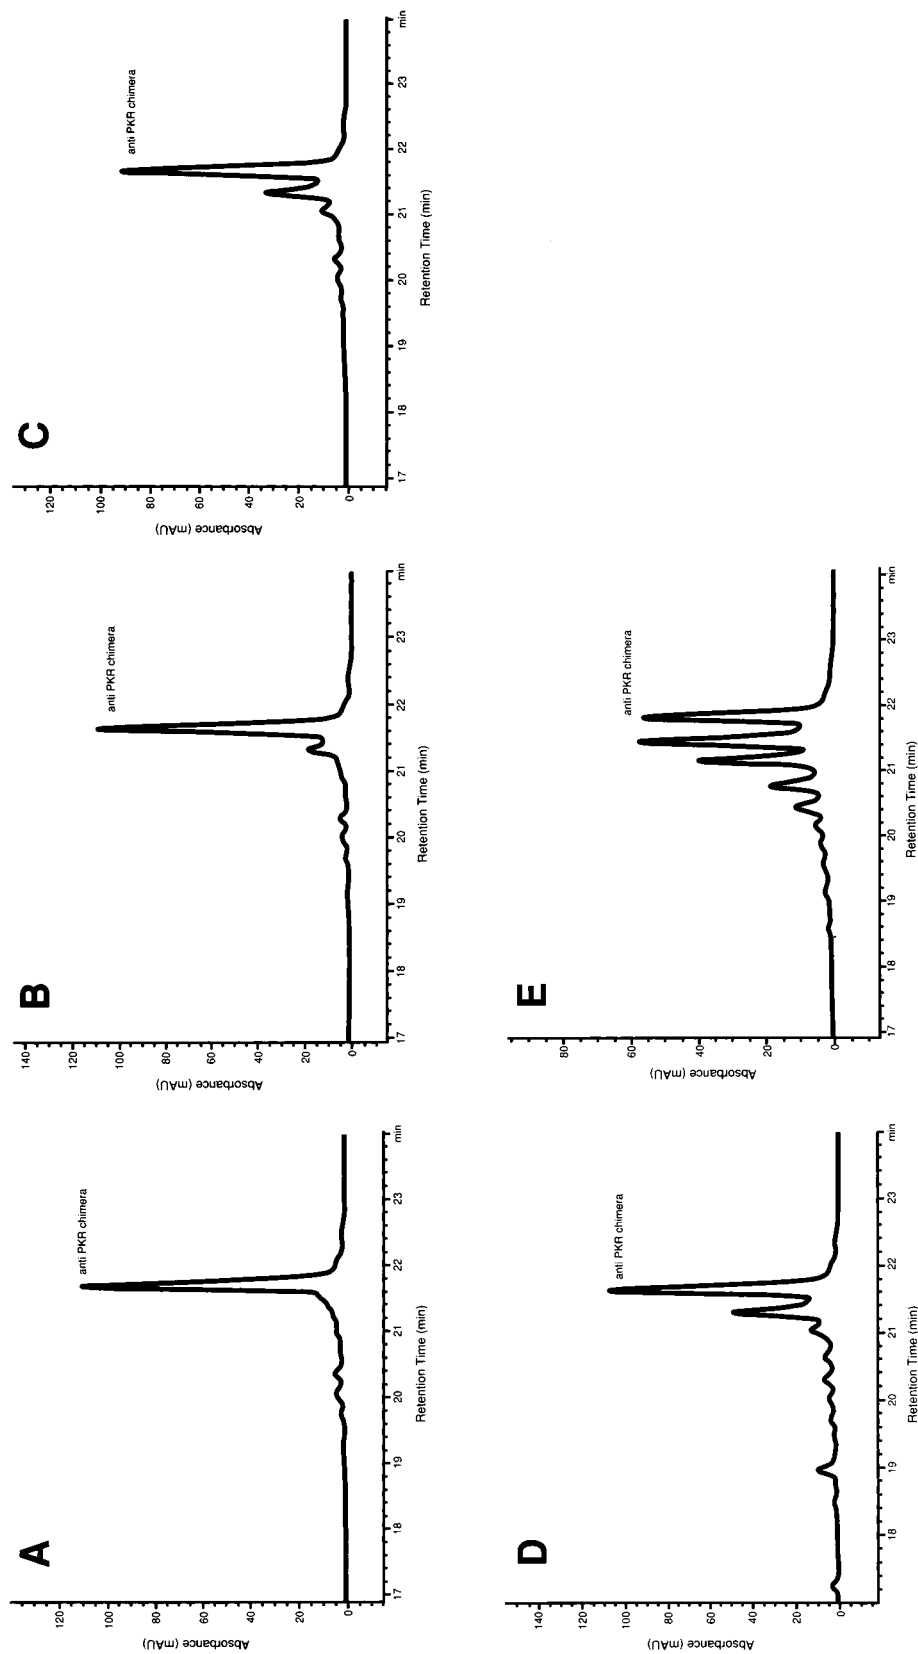 A
anti PKR chimera
120
100
80
60
40
20
0
Absorbance (mAU)
17
18
19
20
21
22
23
min
Retention Time (min)
B
anti PKR chimera
140
120
100
80
60
40
20
0
Absorbance (mAU)
17
18
19
20
21
22
23
min
Retention Time (min)
C
anti PKR chimera
120
100
80
60
40
20
0
Absorbance (mAU)
17
18
19
20
21
22
23
min
Retention Time (min)
D
anti PKR chimera
140
120
100
80
60
40
20
0
Absorbance (mAU)
18
19
20
21
22
23
min
Retention Time (min)
E
anti PKR chimera
80
60
40
20
0
Absorbance (mAU)
17
18
19
20
21
22
23
min
Retention Time (min)